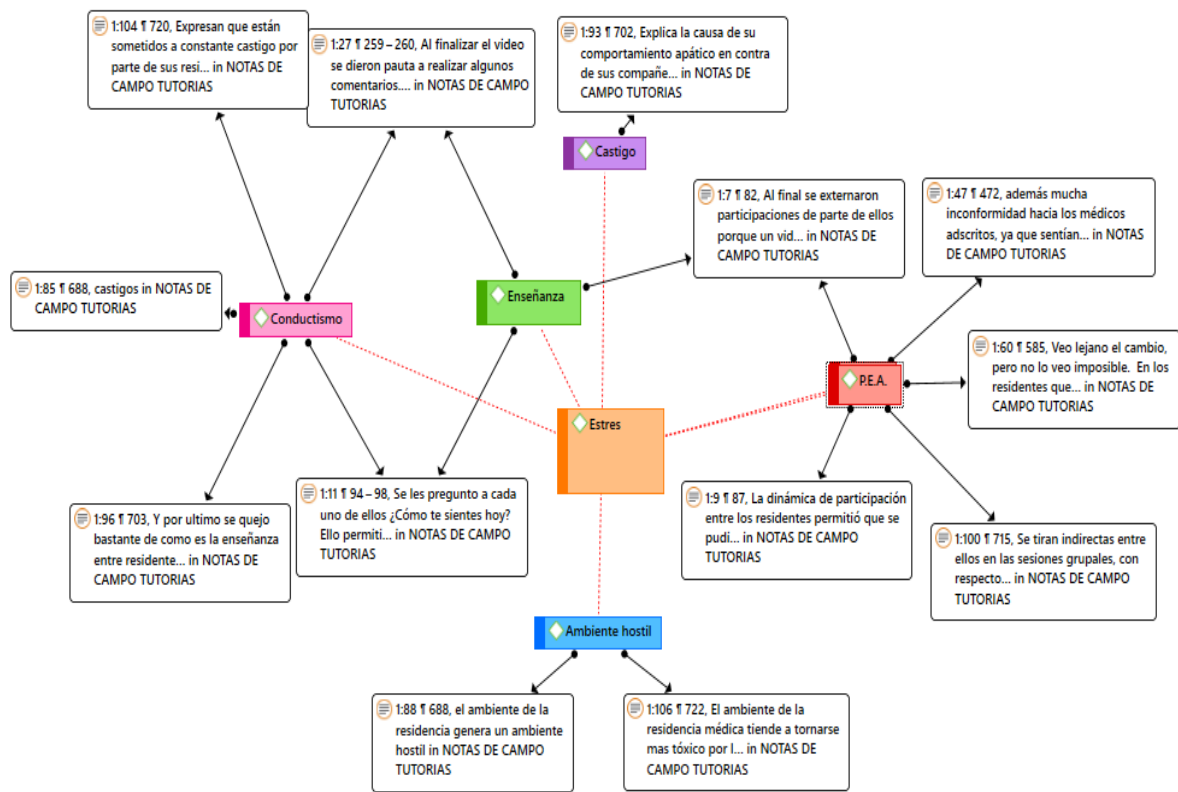 1:104 ¶ 720, Expresan que están
sometidos a constante castigo por
parte de sus resi... in NOTAS DE
CAMPO TUTORIAS
1:27 ¶ 259 – 260, Al finalizar el video
se dieron pauta a realizar algunos
comentarios.... in NOTAS DE CAMPO
TUTORIAS
1:93 ¶ 702, Explica la causa de su
comportamiento apático en contra
de sus compañe... in NOTAS DE
CAMPO TUTORIAS
Castigo
1:7 ¶ 82, Al final se externaron
participaciones de parte de ellos
porque un vid... in NOTAS DE
CAMPO TUTORIAS
1:47 ¶ 472, además mucha
inconformidad hacia los médicos
adscritos, ya que sentían... in NOTAS
DE CAMPO TUTORIAS
1:85 ¶ 688, castigos in NOTAS DE
CAMPO TUTORIAS
Conductismo
Enseñanza
1:60 ¶ 585, Veo lejano el cambio,
pero no lo veo imposible. En los
residentes que... in NOTAS DE
CAMPO TUTORIAS
P.E.A.
Estres
1:96 ¶ 703, Y por ultimo se quejo
bastante de como es la enseñanza
entre residente... in NOTAS DE
CAMPO TUTORIAS
1:11 ¶ 94 – 98, Se les pregunto a cada
uno de ellos ¿Cómo te sientes hoy?
Ello permiti... in NOTAS DE CAMPO
TUTORIAS
1:9 ¶ 87, La dinámica de participación
entre los residentes permitió que se
pudi... in NOTAS DE CAMPO
TUTORIAS
1:100 ¶ 715, Se tiran indirectas entre
ellos en las sesiones grupales, con
respecto... in NOTAS DE CAMPO
TUTORIAS
Ambiente hostil
1:88 ¶ 688, el ambiente de la
residencia genera un ambiente
hostil in NOTAS DE CAMPO
TUTORIAS
1:106 ¶ 722, El ambiente de la
residencia médica tiende a tornarse
mas tóxico por l... in NOTAS DE
CAMPO TUTORIAS